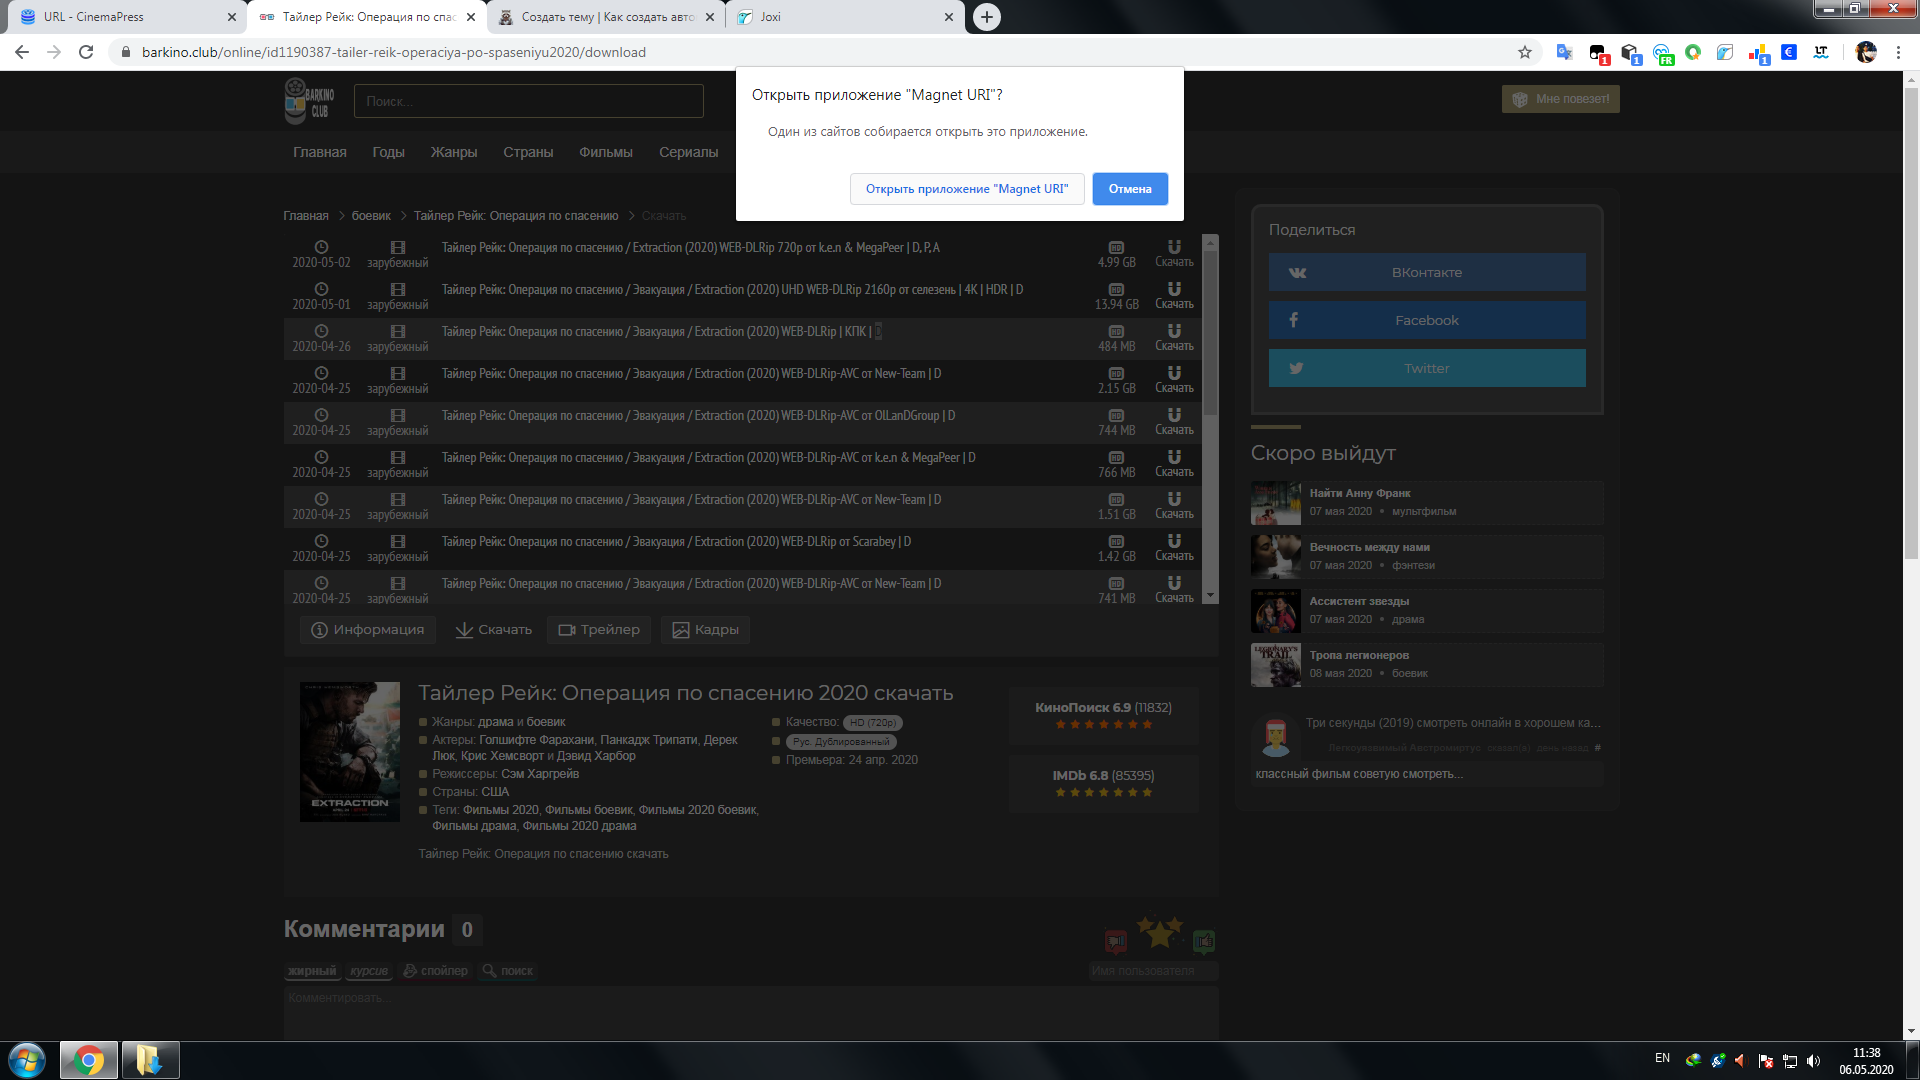 URL - CinemaPress
Тайлер Рейк: Операция по спас
Создать тему | Как создать авто
Joxi
barkino.club/online/id1190387-tailer-reik-operaciya-po-spaseniyu2020/download
1
1
FR
1
LT
BARKINO
CLUB
Поиск...
Мне повезет!
Открыть приложение "Magnet URI"?
Один из сайтов собирается открыть это приложение.
Открыть приложение "Magnet URI"
Отмена
Главная Годы Жанры Страны Фильмы Сериалы
Главная боевик Тайлер Рейк: Операция по спасению Скачать
Тайлер Рейк: Операция по спасению / Extraction (2020) WEB-DLRip 720p от k.e.n & MegaPeer | D, P, A
2020-05-02 зарубежный 4.99 GB Скачать
Тайлер Рейк: Операция по спасению / Эвакуация / Extraction (2020) UHD WEB-DLRip 2160p от селезень | 4K | HDR | D
2020-05-01 зарубежный 13.94 GB Скачать
Тайлер Рейк: Операция по спасению / Эвакуация / Extraction (2020) WEB-DLRip | КПК |
2020-04-26 зарубежный 484 MB Скачать
Тайлер Рейк: Операция по спасению / Эвакуация / Extraction (2020) WEB-DLRip-AVC от New-Team | D
2020-04-25 зарубежный 2.15 GB Скачать
Тайлер Рейк: Операция по спасению / Эвакуация / Extraction (2020) WEB-DLRip-AVC от OlLanDGroup | D
2020-04-25 зарубежный 744 MB Скачать
Тайлер Рейк: Операция по спасению / Эвакуация / Extraction (2020) WEB-DLRip-AVC от k.e.n & MegaPeer | D
2020-04-25 зарубежный 766 MB Скачать
Тайлер Рейк: Операция по спасению / Эвакуация / Extraction (2020) WEB-DLRip-AVC от New-Team | D
2020-04-25 зарубежный 1.51 GB Скачать
Тайлер Рейк: Операция по спасению / Эвакуация / Extraction (2020) WEB-DLRip от Scarabey | D
2020-04-25 зарубежный 1.42 GB Скачать
Тайлер Рейк: Операция по спасению / Эвакуация / Extraction (2020) WEB-DLRip-AVC от New-Team | D
2020-04-25 зарубежный 741 MB Скачать
Информация Скачать Трейлер Кадры
EXTRACTION
Тайлер Рейк: Операция по спасению 2020 скачать
Жанры: драма и боевик
Актеры: Голшифте Фарахани, Панкадж Трипати, Дерек
Люк, Крис Хемсворт и Дэвид Харбор
Режиссеры: Сэм Харгрейв
Страны: США
Теги: Фильмы 2020, Фильмы боевик, Фильмы 2020 боевик,
Фильмы драма, Фильмы 2020 драма
Качество: HD (720p)
Рус. Дублированный
Премьера: 24 апр. 2020
КиноПоиск 6.9 (11832)
IMDb 6.8 (85395)
Тайлер Рейк: Операция по спасению скачать
Комментарии 0
жирный курсив спойлер поиск
Имя пользователя
Комментировать...
Поделиться
ВКонтакте
Facebook
Twitter
Скоро выйдут
Найти Анну Франк
07 мая 2020 • мультфильм
Вечность между нами
07 мая 2020 • фэнтези
Ассистент звезды
07 мая 2020 • драма
LEGIONARY'S
TRAIL
Тропа легионеров
08 мая 2020 • боевик
Три секунды (2019) смотреть онлайн в хорошем ка...
Легкоуязвимый Австромиртус сказал(а) день назад #
классный фильм советую смотреть...
EN
11:38
06.05.2020